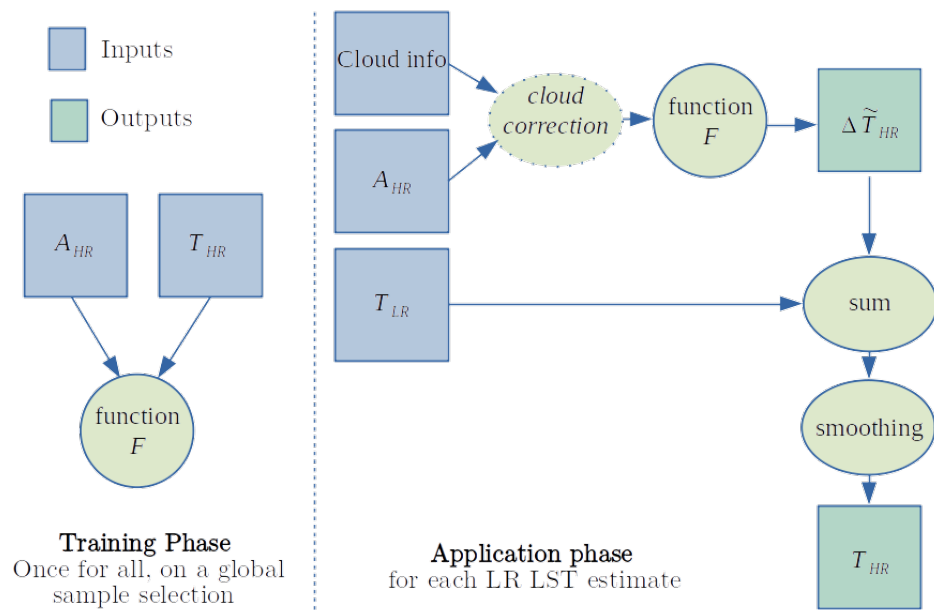 Inputs
Outputs
A_HR
T_HR
function
F
Training Phase
Once for all, on a global
sample selection
Cloud info
A_HR
T_LR
cloud
correction
function
F
Δ T̃_HR
sum
smoothing
T_HR
Application phase
for each LR LST estimate